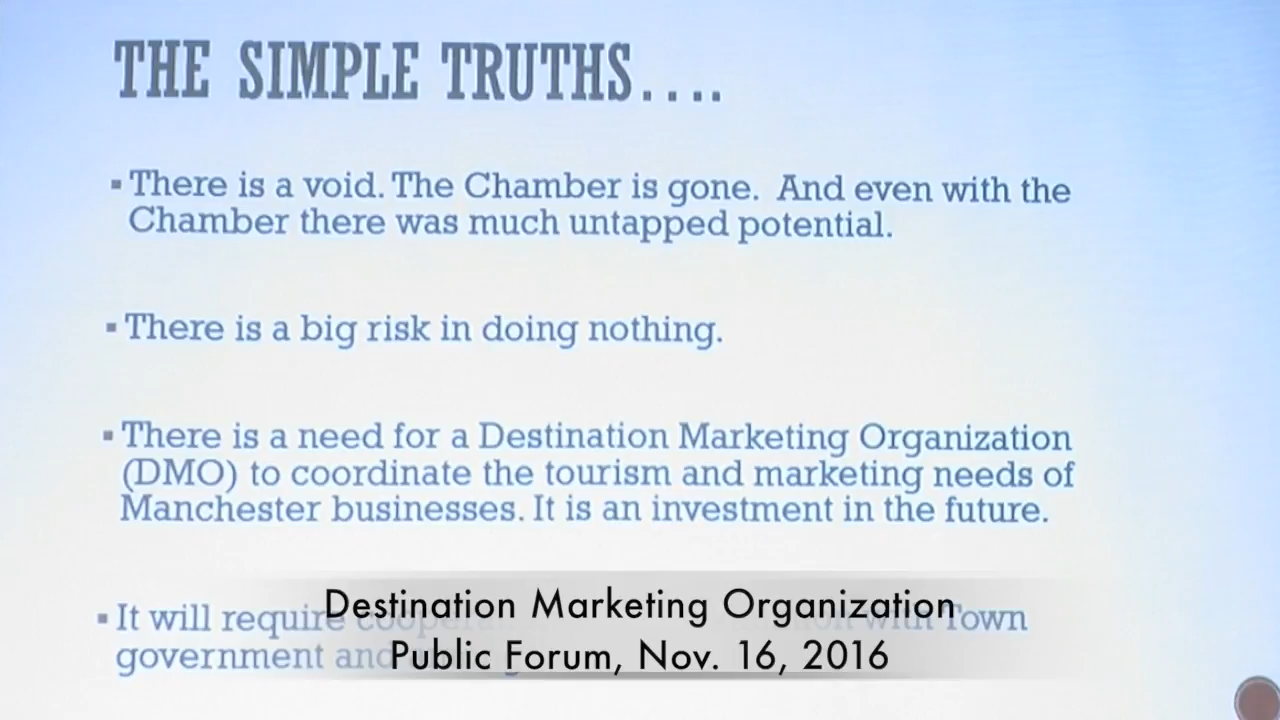 THE SIMPLE TRUTHS....
▪ There is a void. The Chamber is gone. And even with the
Chamber there was much untapped potential.
▪ There is a big risk in doing nothing.
▪ There is a need for a Destination Marketing Organization
(DMO) to coordinate the tourism and marketing needs of
Manchester businesses. It is an investment in the future.
▪ It will require with Town
government and
Destination Marketing Organization
Public Forum, Nov. 16, 2016